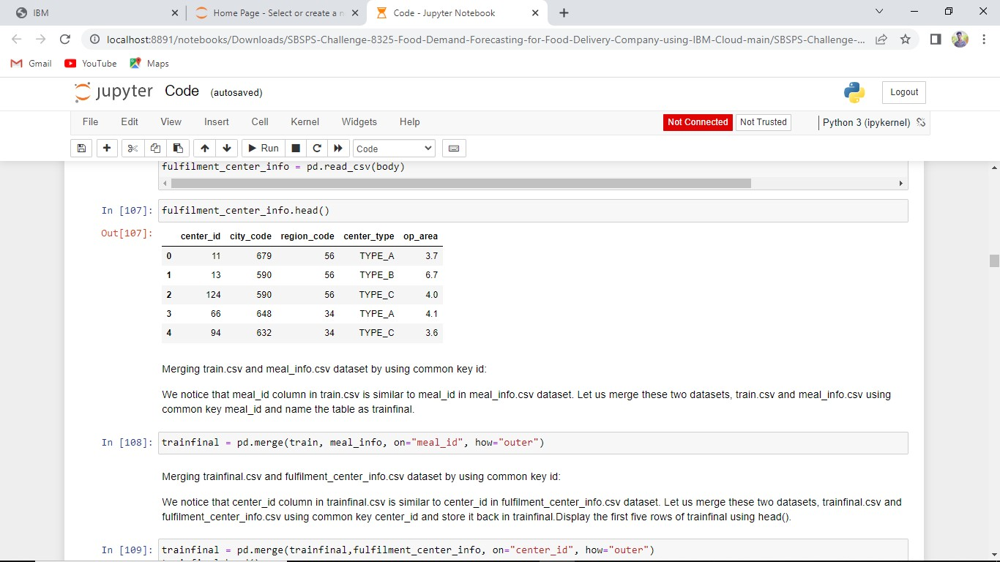 IBM
Home Page - Select or create a n
Code - Jupyter Notebook
localhost:8891/notebooks/Downloads/SBSPS-Challenge-8325-Food-Demand-Forecasting-for-Food-Delivery-Company-using-IBM-Cloud-main/SBSPS-Challenge-...
Gmail YouTube Maps
jupyter Code (autosaved) Logout
File Edit View Insert Cell Kernel Widgets Help Not Connected Not Trusted Python 3 (ipykernel)
Run Code
fulfilment_center_info = pd.read_csv(body)
In [107]: fulfilment_center_info.head()
Out[107]:
center_id city_code region_code center_type op_area
0 11 679 56 TYPE_A 3.7
1 13 590 56 TYPE_B 6.7
2 124 590 56 TYPE_C 4.0
3 66 648 34 TYPE_A 4.1
4 94 632 34 TYPE_C 3.6
Merging train.csv and meal_info.csv dataset by using common key id:
We notice that meal_id column in train.csv is similar to meal_id in meal_info.csv dataset. Let us merge these two datasets, train.csv and meal_info.csv using
common key meal_id and name the table as trainfinal.
In [108]: trainfinal = pd.merge(train, meal_info, on="meal_id", how="outer")
Merging trainfinal.csv and fulfilment_center_info.csv dataset by using common key id:
We notice that center_id column in trainfinal.csv is similar to center_id in fulfilment_center_info.csv dataset. Let us merge these two datasets, trainfinal.csv and
fulfilment_center_info.csv using common key center_id and store it back in trainfinal.Display the first five rows of trainfinal using head().
In [109]: trainfinal = pd.merge(trainfinal,fulfilment_center_info, on="center_id", how="outer")